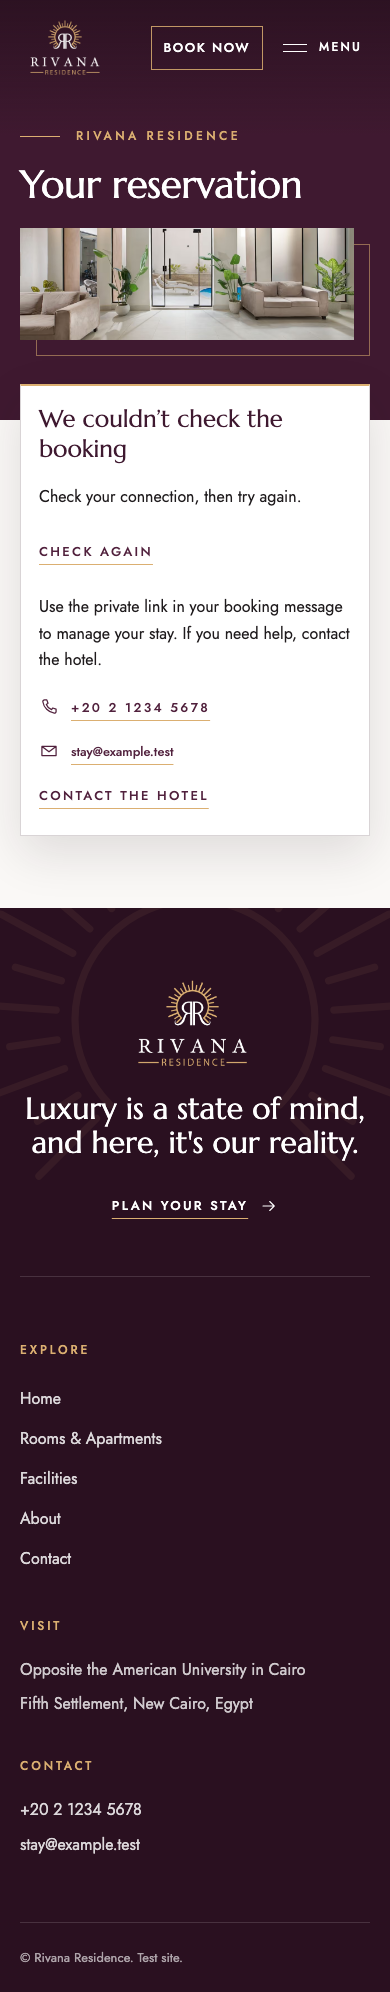 RIVANA
RESIDENCE
BOOK NOW
MENU
RIVANA RESIDENCE
Your reservation
We couldn’t check the
booking
Check your connection, then try again.
CHECK AGAIN
Use the private link in your booking message
to manage your stay. If you need help, contact
the hotel.
+20 2 1234 5678
stay@example.test
CONTACT THE HOTEL
RIVANA
RESIDENCE
Luxury is a state of mind,
and here, it's our reality.
PLAN YOUR STAY
EXPLORE
Home
Rooms & Apartments
Facilities
About
Contact
VISIT
Opposite the American University in Cairo
Fifth Settlement, New Cairo, Egypt
CONTACT
+20 2 1234 5678
stay@example.test
© Rivana Residence. Test site.